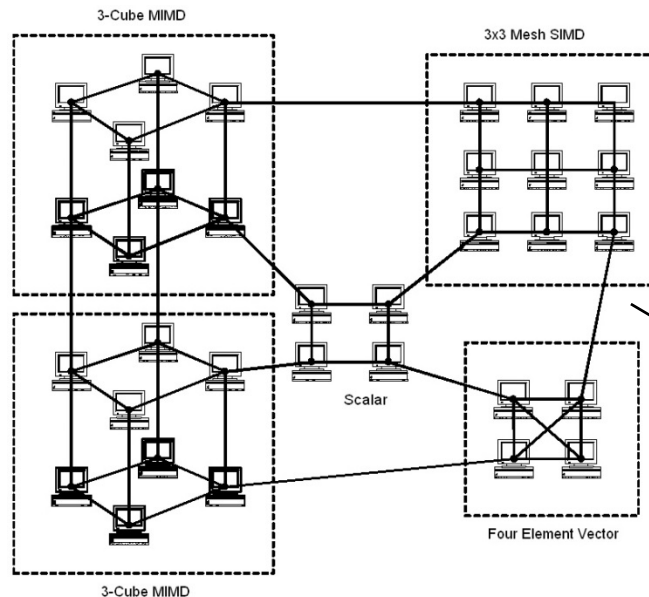 3-Cube MIMD
3x3 Mesh SIMD
Scalar
Four Element Vector
3-Cube MIMD